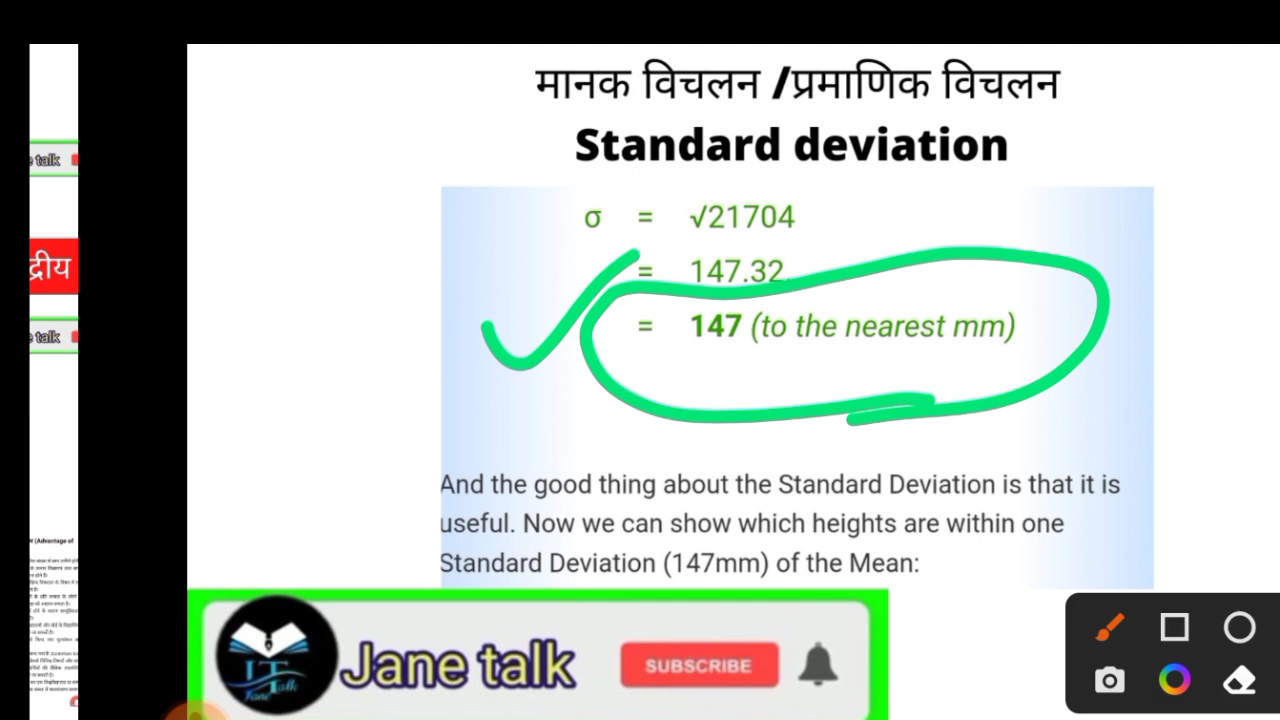 मानक विचलन /प्रमाणिक विचलन
Standard deviation
σ = √21704
= 147.32
= 147 (to the nearest mm)
And the good thing about the Standard Deviation is that it is
useful. Now we can show which heights are within one
Standard Deviation (147mm) of the Mean:
Jane talk
SUBSCRIBE
talk
द्रीय
talk
(Advantage of